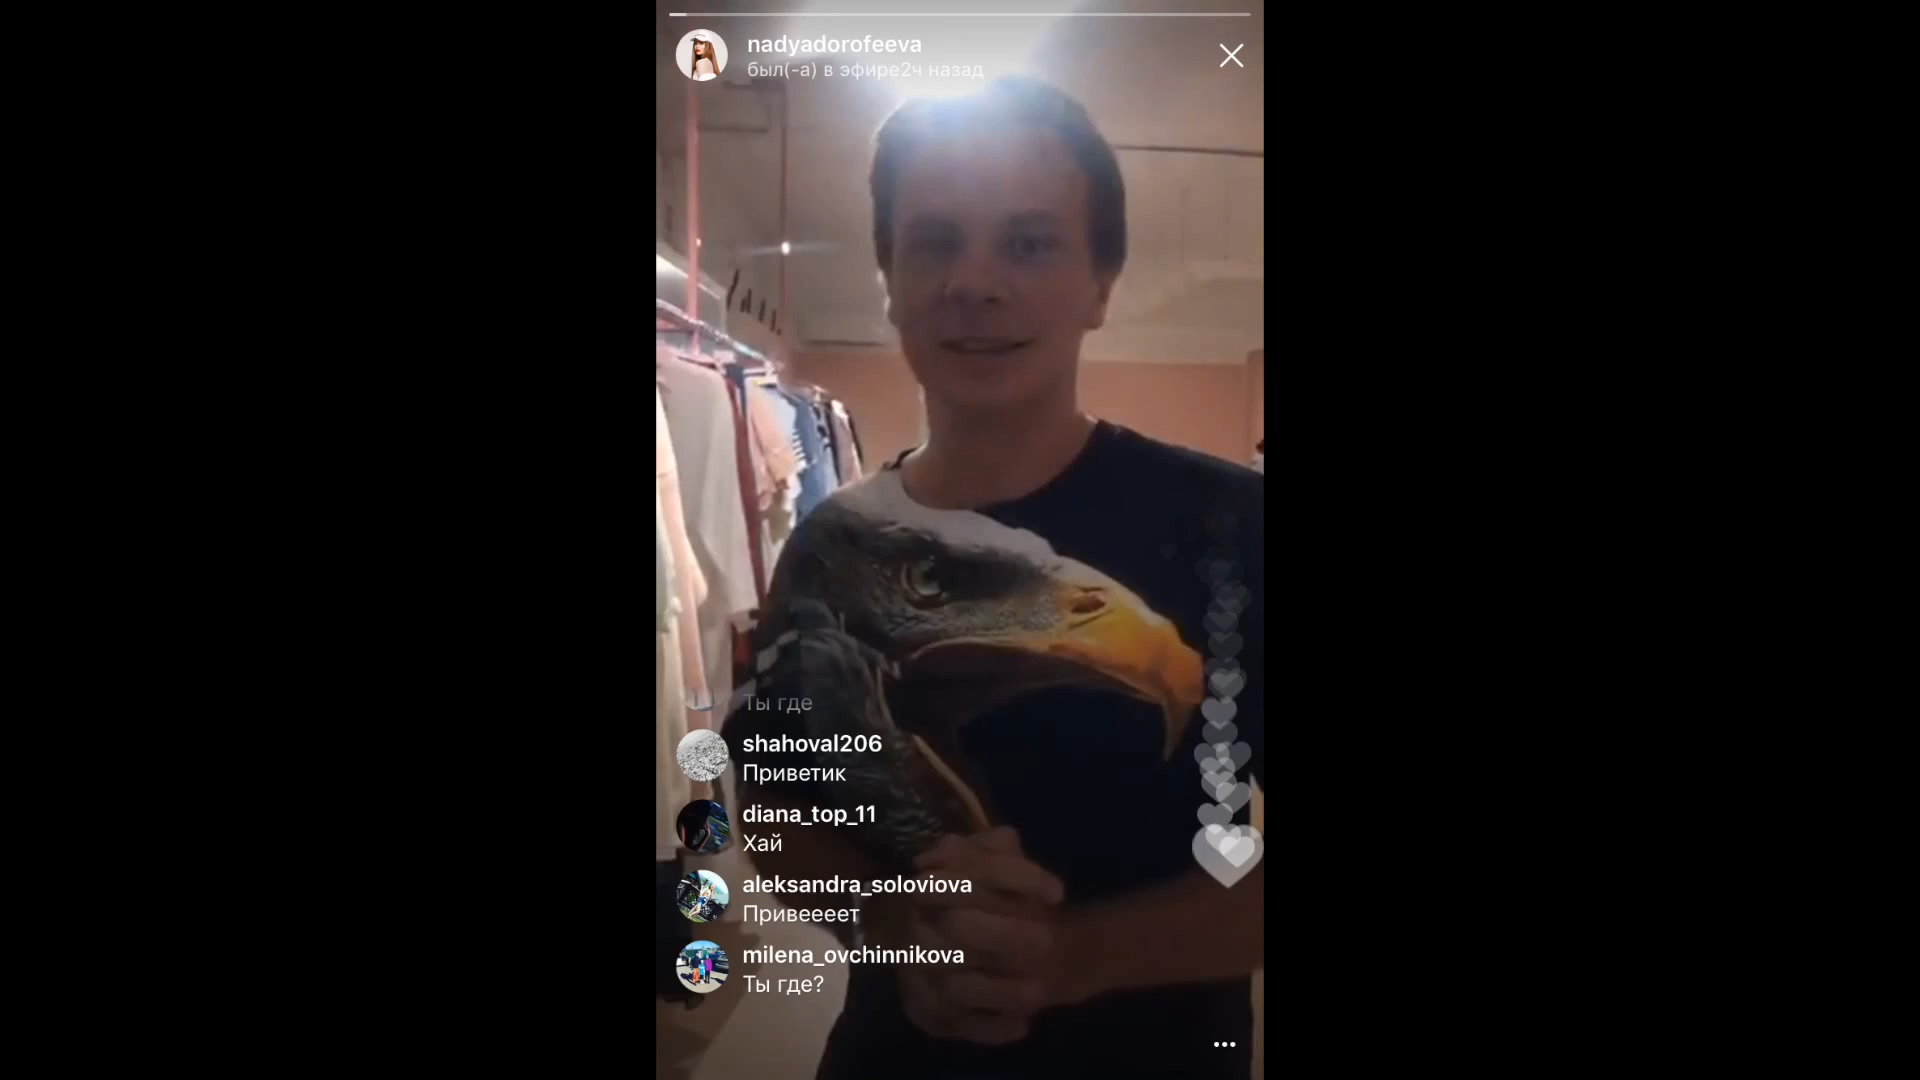 nadyadorofeeva
был(-а) в эфире2ч назад
Ты где
shahoval206
Приветик
diana_top_11
Хай
aleksandra_soloviova
Привеееет
milena_ovchinnikova
Ты где?